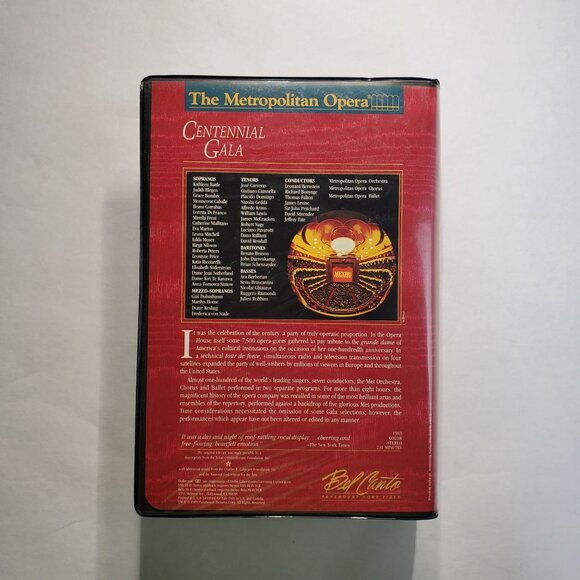 The Metropolitan Opera
CENTENNIAL
GALA
SOPRANOS
Kathleen Battle
Judith Blegen
Grace Bumbry
Montserrat Caballé
Ileana Cotrubas
Loretta Di Franco
Mirella Freni
Catherine Malfitano
Eva Marton
Leona Mitchell
Edda Moser
Birgit Nilsson
Roberta Peters
Leontyne Price
Katia Ricciarelli
Elisabeth Soderstrom
Dame Joan Sutherland
Dame Kiri Te Kanawa
Anna Tomowa-Sintow
MEZZO-SOPRANOS
Gail Dubinbaum
Marilyn Horne
Diane Kesling
Frederica von Stade
TENORS
José Carreras
Giuliano Ciannella
Placido Domingo
Nicolai Gedda
Alfredo Kraus
William Lewis
James McCracken
Robert Nagy
Luciano Pavarotti
Dano Raffanti
David Rendall
BARITONES
Renato Bruson
John Darrenkamp
Brian Schexnayder
BASSES
Ara Berberian
Sesto Bruscantini
Nicolai Ghiaurov
Ruggero Raimondi
Julien Robbins
CONDUCTORS
Leonard Bernstein
Richard Bonynge
Thomas Fulton
James Levine
Sir John Pritchard
David Stivender
Jeffrey Tate
Metropolitan Opera Orchestra
Metropolitan Opera Chorus
Metropolitan Opera Ballet
It was the celebration of the century, a party of truly operatic proportion. In the Opera
House itself some 7,500 opera-goers gathered to pay tribute to the grande dame of
America's cultural institutions on the occasion of her one-hundredth anniversary. In
a technical tour de force, simultaneous radio and television transmission on four
satellites expanded the party of well-wishers by millions of viewers in Europe and throughout
the United States.
Almost one-hundred of the world's leading singers, seven conductors, the Met Orchestra,
Chorus and Ballet performed in two separate programs. For more than eight hours, the
magnificent history of the opera company was recalled in some of the most brilliant arias and
ensembles of the repertory, performed against a backdrop of five glorious Met productions.
Time considerations necessitated the omission of some Gala selections; however, the
performances which appear have not been altered or edited in any manner.
"It was a day and night of roof-rattling vocal display . . .cheering and
free-flowing heartfelt emotion."
—The New York Times
1983
COLOR
STEREO
231 MINUTES
Bel Canto
PARAMOUNT HOME VIDEO